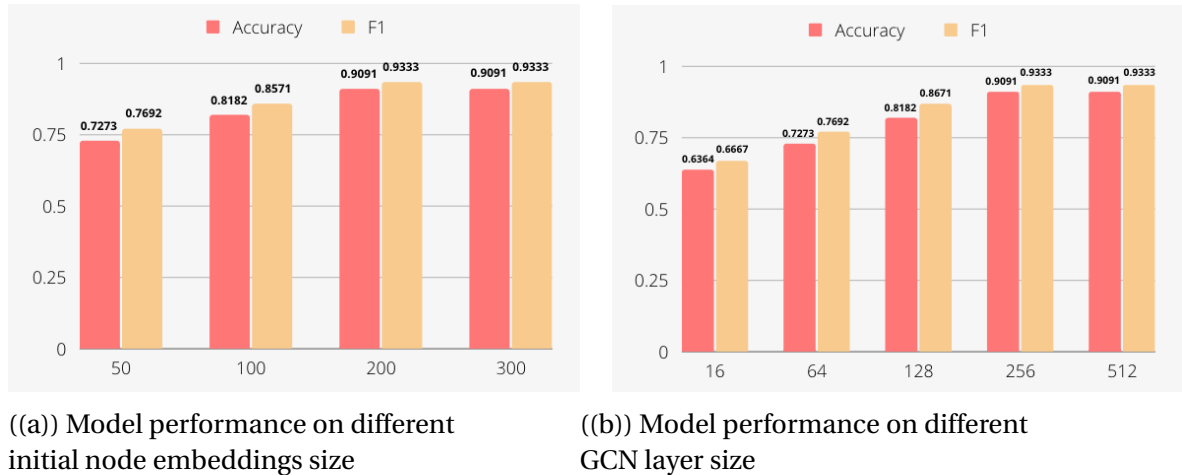 Accuracy F1
1
0.75
0.5
0.25
0
0.7273 0.7692
0.8182 0.8571
0.9091 0.9333
0.9091 0.9333
50 100 200 300
((a)) Model performance on different
initial node embeddings size
Accuracy F1
1
0.75
0.5
0.25
0
0.6364 0.6667
0.7273 0.7692
0.8182 0.8671
0.9091 0.9333
0.9091 0.9333
16 64 128 256 512
((b)) Model performance on different
GCN layer size